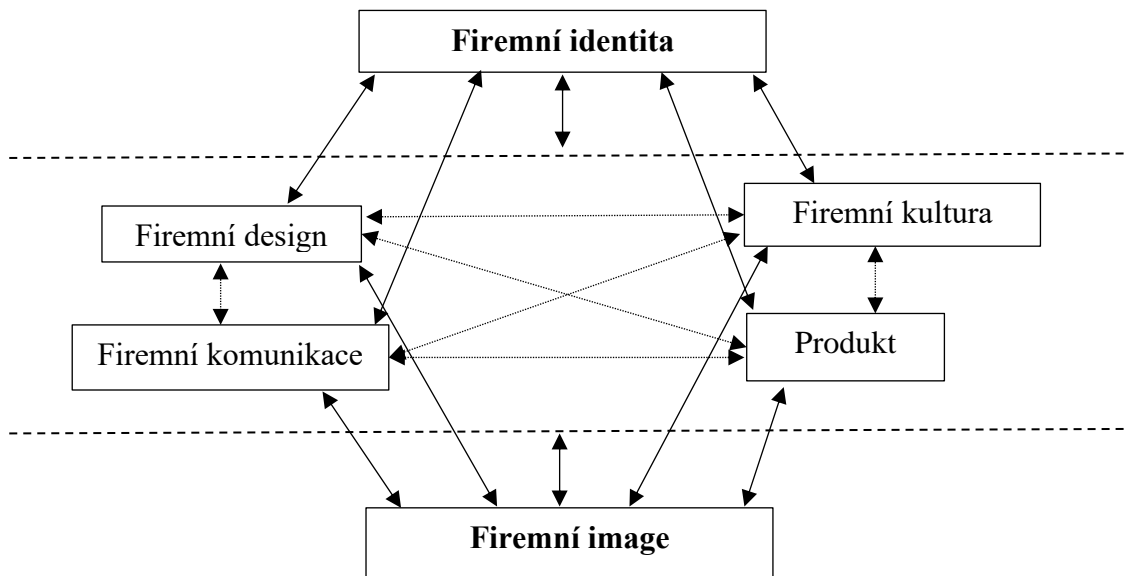 Firemní identita
Firemní kultura
Firemní design
Produkt
Firemní komunikace
Firemní image